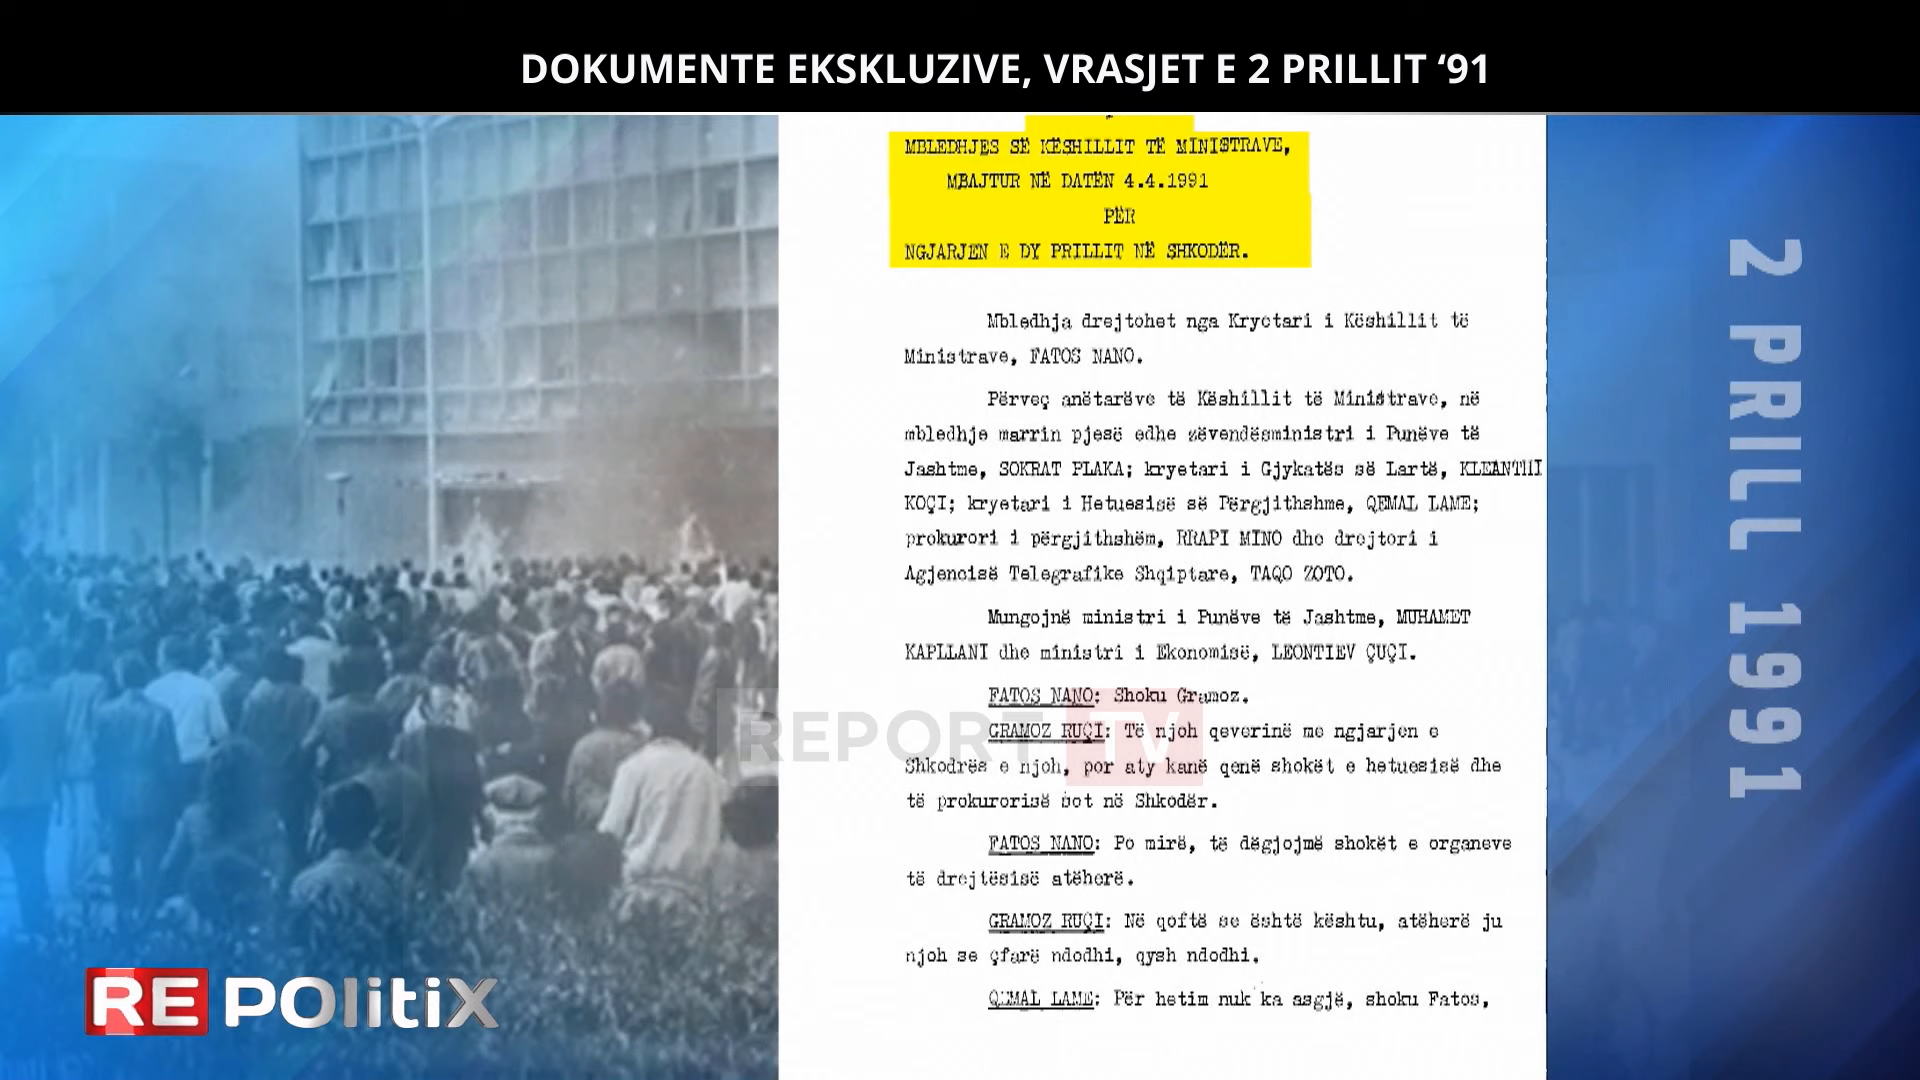 DOKUMENTE EKSKLUZIVE, VRASJET E 2 PRILLIT ‘91
MBLEDHJES SË KËSHILLIT TË MINISTRAVE,
MBAJTUR NË DATËN 4.4.1991
PËR
NGJARJEN E DY PRILLIT NË SHKODËR.
Mbledhja drejtohet nga Kryetari i Këshillit të
Ministrave, FATOS NANO.
Përveç anëtarëve të Këshillit të Ministrave, në
mbledhje marrin pjesë edhe zëvendësministri i Punëve të
Jashtme, SOKRAT PLAKA; kryetari i Gjykatës së Lartë, KLEANTHI
KOÇI; kryetari i Hetuesisë së Përgjithshme, QEMAL LAME;
prokurori i përgjithshëm, RRAPI MINO dhe drejtori i
Agjencisë Telegrafike Shqiptare, TAQO ZOTO.
Mungojnë ministri i Punëve të Jashtme, MUHAMET
KAPLLANI dhe ministri i Ekonomisë, LEONTIEV ÇUÇI.
FATOS NANO: Shoku Gramoz.
GRAMOZ RUÇI: Të njoh qeverinë me ngjarjen e
Shkodrës e njoh, por aty kanë qenë shokët e hetuesisë dhe
të prokurorisë sot në Shkodër.
FATOS NANO: Po mirë, të dëgjojmë shokët e organeve
të drejtësisë atëherë.
GRAMOZ RUÇI: Në qoftë se është kështu, atëherë ju
njoh se çfarë ndodhi, qysh ndodhi.
QEMAL LAME: Për hetim nuk ka asgjë, shoku Fatos,
REPORT TV
2 PRILL 1991
REPOlitiX